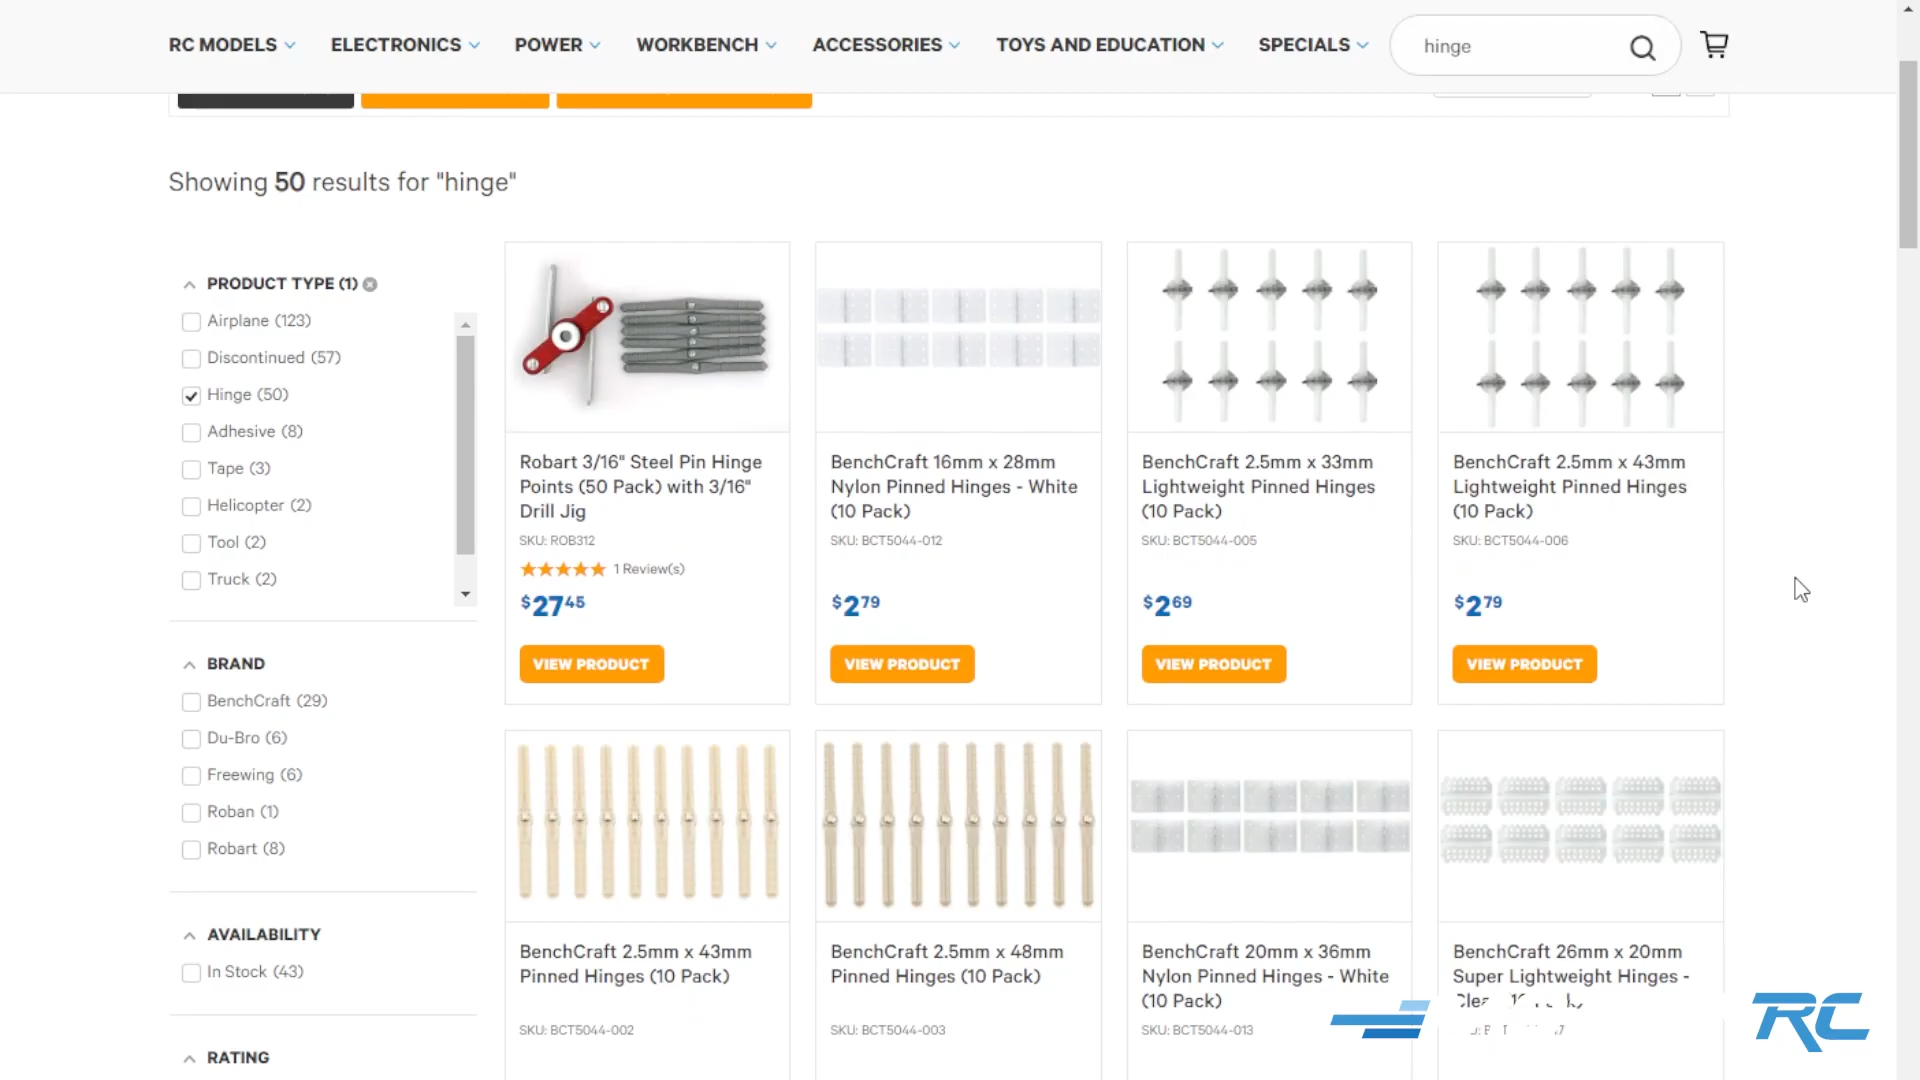 RC MODELS ELECTRONICS POWER WORKBENCH ACCESSORIES TOYS AND EDUCATION SPECIALS hinge
Showing 50 results for "hinge"
PRODUCT TYPE (1)
Airplane (123)
Discontinued (57)
Hinge (50)
Adhesive (8)
Tape (3)
Helicopter (2)
Tool (2)
Truck (2)
BRAND
BenchCraft (29)
Du-Bro (6)
Freewing (6)
Roban (1)
Robart (8)
AVAILABILITY
In Stock (43)
RATING
Robart 3/16" Steel Pin Hinge
Points (50 Pack) with 3/16"
Drill Jig
SKU: ROB312
1 Review(s)
$27 45
VIEW PRODUCT
BenchCraft 16mm x 28mm
Nylon Pinned Hinges - White
(10 Pack)
SKU: BCT5044-012
$2 79
VIEW PRODUCT
BenchCraft 2.5mm x 33mm
Lightweight Pinned Hinges
(10 Pack)
SKU: BCT5044-005
$2 69
VIEW PRODUCT
BenchCraft 2.5mm x 43mm
Lightweight Pinned Hinges
(10 Pack)
SKU: BCT5044-006
$2 79
VIEW PRODUCT
BenchCraft 2.5mm x 43mm
Pinned Hinges (10 Pack)
SKU: BCT5044-002
BenchCraft 2.5mm x 48mm
Pinned Hinges (10 Pack)
SKU: BCT5044-003
BenchCraft 20mm x 36mm
Nylon Pinned Hinges - White
(10 Pack)
SKU: BCT5044-013
BenchCraft 26mm x 20mm
Super Lightweight Hinges -
RC